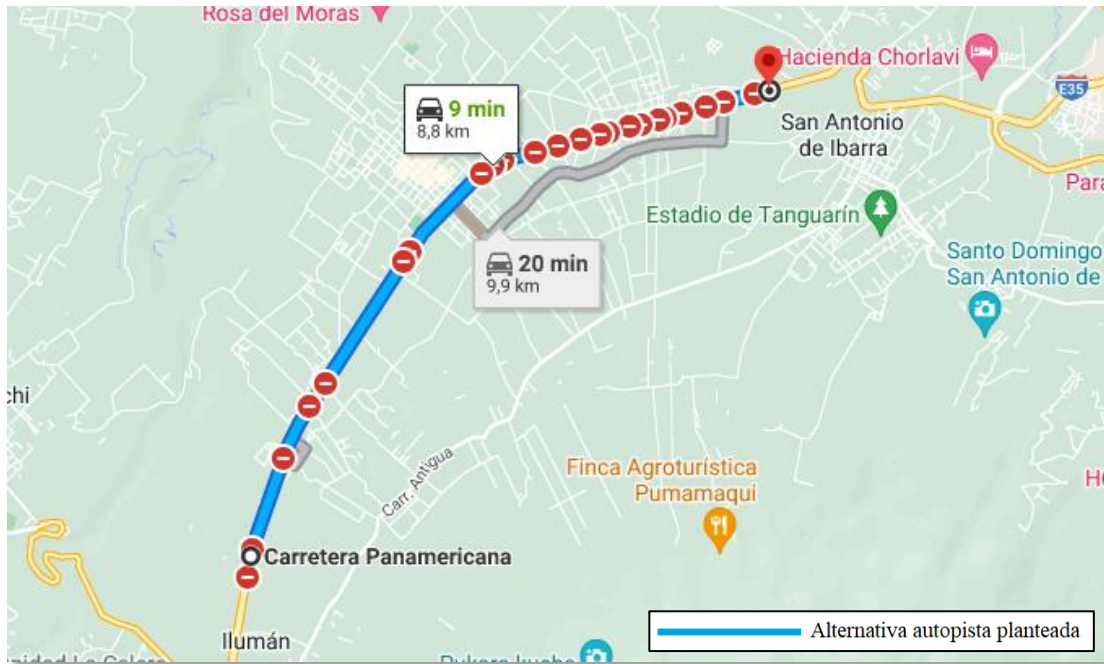 Rosa del Moras
Hacienda Chorlavi
E35
9 min
8,8 km
San Antonio
de Ibarra
Para
Estadio de Tanguarín
20 min
9,9 km
Santo Domingo
San Antonio de
chi
Carr. Antigua
Finca Agroturística
Pumamaqui
H
Carretera Panamericana
Ilumán
Alternativa autopista planteada